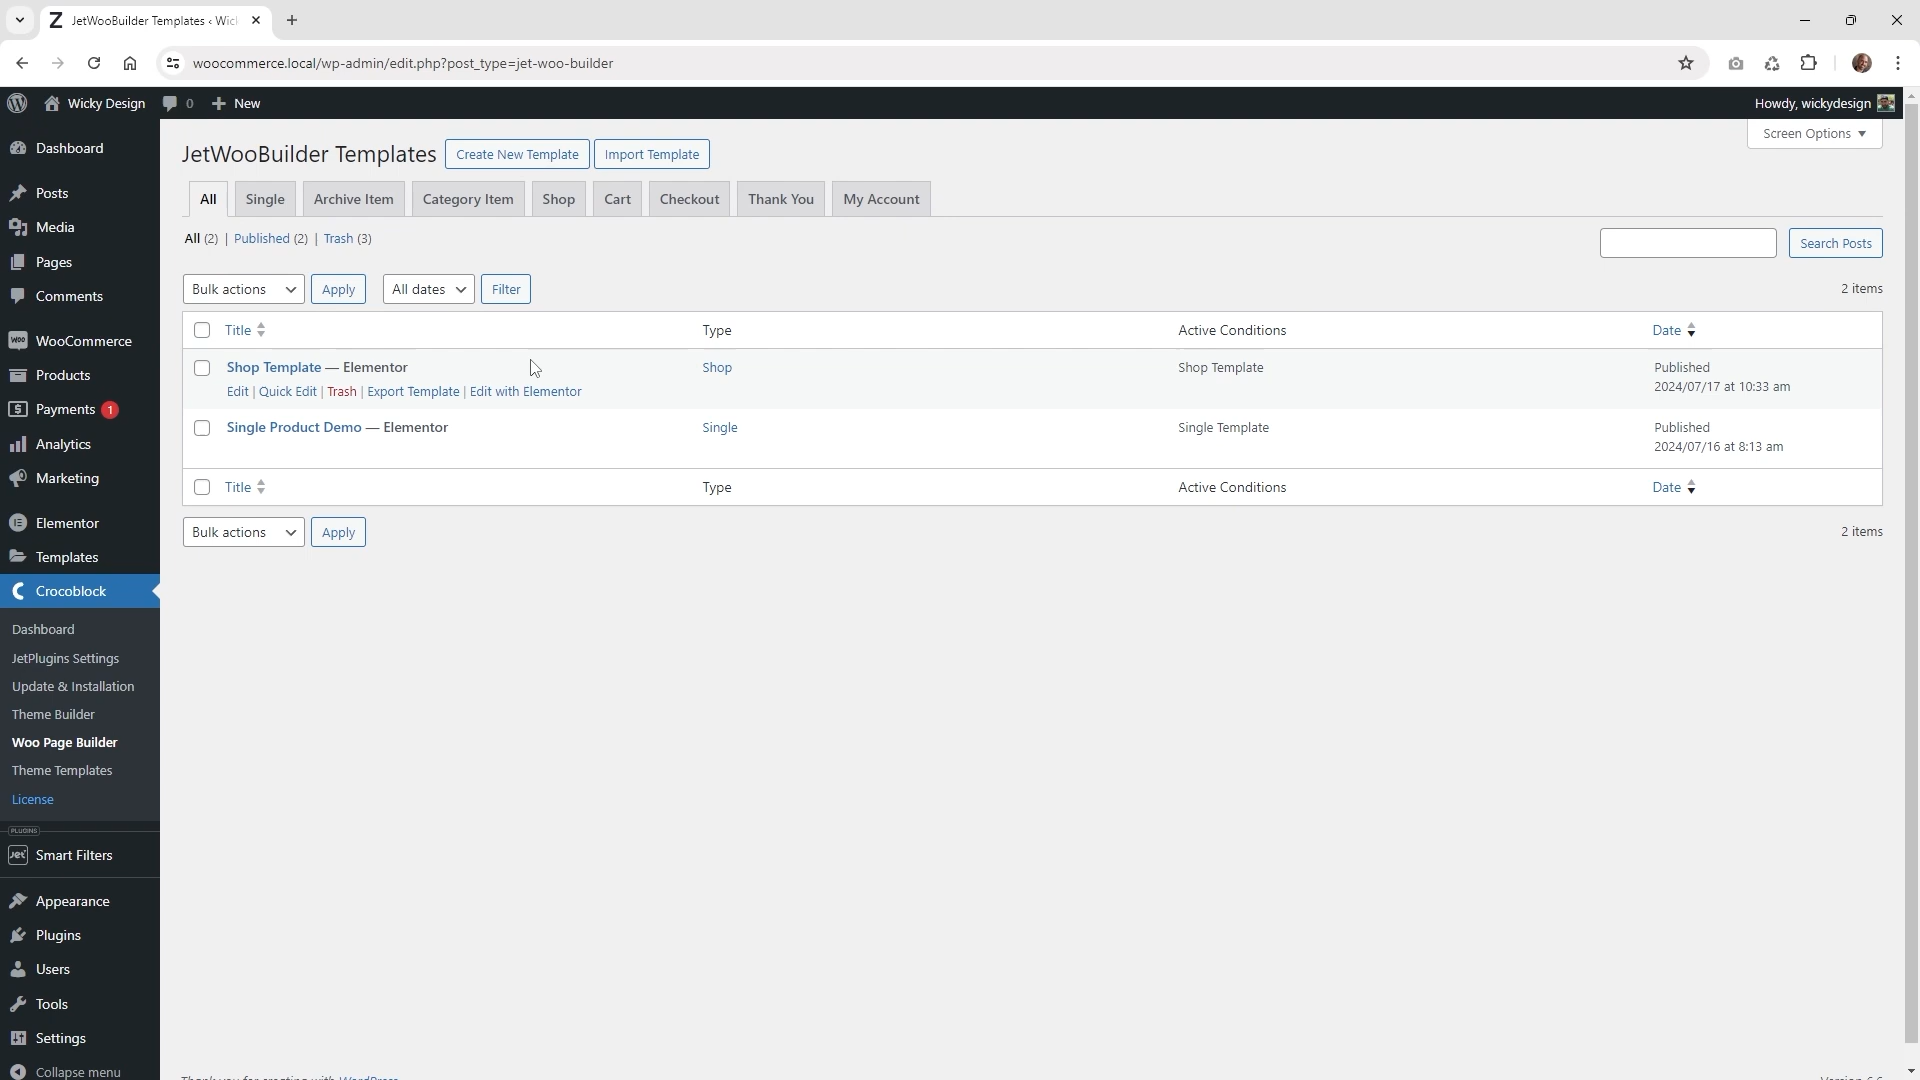 JetWooBuilder Templates ‹ Wick
woocommerce.local/wp-admin/edit.php?post_type=jet-woo-builder
Wicky Design 0 New Howdy, wickydesign
Screen Options
Dashboard
Posts
Media
Pages
Comments
WooCommerce
Products
Payments 1
Analytics
Marketing
Elementor
Templates
Crocoblock
Dashboard
JetPlugins Settings
Update & Installation
Theme Builder
Woo Page Builder
Theme Templates
License
PLUGINS
Jet Smart Filters
Appearance
Plugins
Users
Tools
Settings
Collapse menu
JetWooBuilder Templates Create New Template Import Template
All Single Archive Item Category Item Shop Cart Checkout Thank You My Account
All (2) | Published (2) | Trash (3)
Search Posts
Bulk actions Apply All dates Filter 2 items
Title Type Active Conditions Date
Shop Template — Elementor Shop Shop Template Published
2024/07/17 at 10:33 am
Edit | Quick Edit | Trash | Export Template | Edit with Elementor
Single Product Demo — Elementor Single Single Template Published
2024/07/16 at 8:13 am
Title Type Active Conditions Date
Bulk actions Apply 2 items
Thank you for creating with WordPress